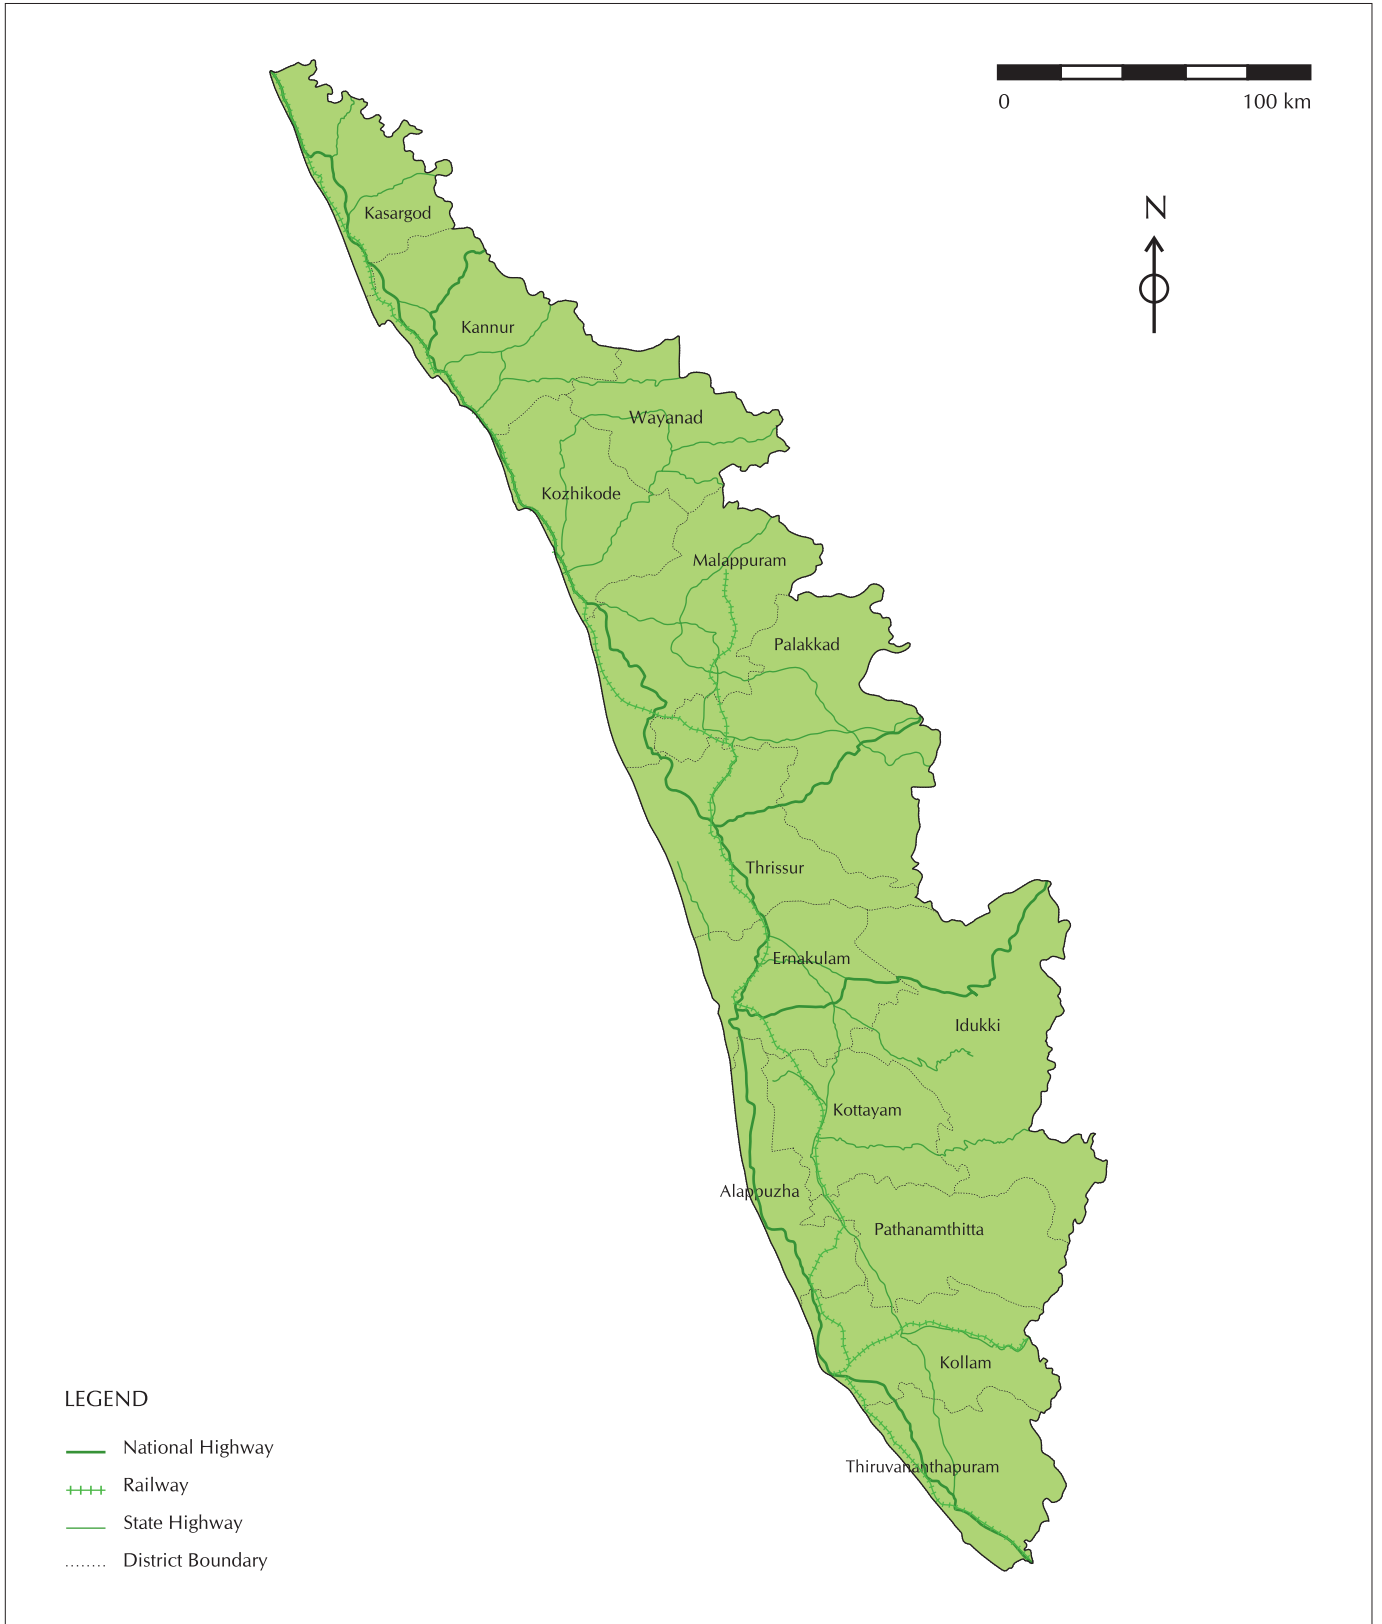 0
100 km
N
Kasargod
Kannur
Wayanad
Kozhikode
Malappuram
Palakkad
Thrissur
Ernakulam
Idukki
Kottayam
Alappuzha
Pathanamthitta
Kollam
Thiruvananthapuram
LEGEND
National Highway
Railway
State Highway
District Boundary